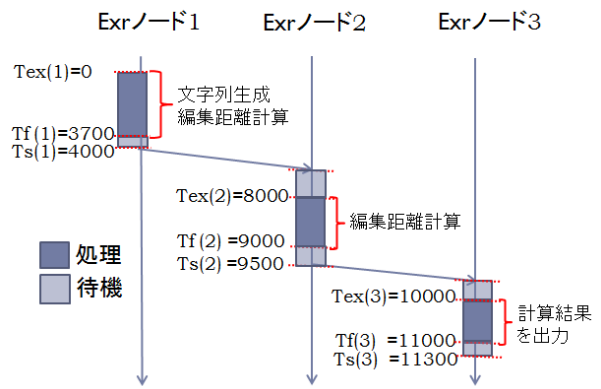 Exrノード1
Exrノード2
Exrノード3
Tex(1)=0
文字列生成
編集距離計算
Tf(1)=3700
Ts(1)=4000
Tex(2)=8000
編集距離計算
Tf(2)=9000
Ts(2)=9500
処理
待機
Tex(3)=10000
計算結果
を出力
Tf(3) =11000
Ts(3) =11300